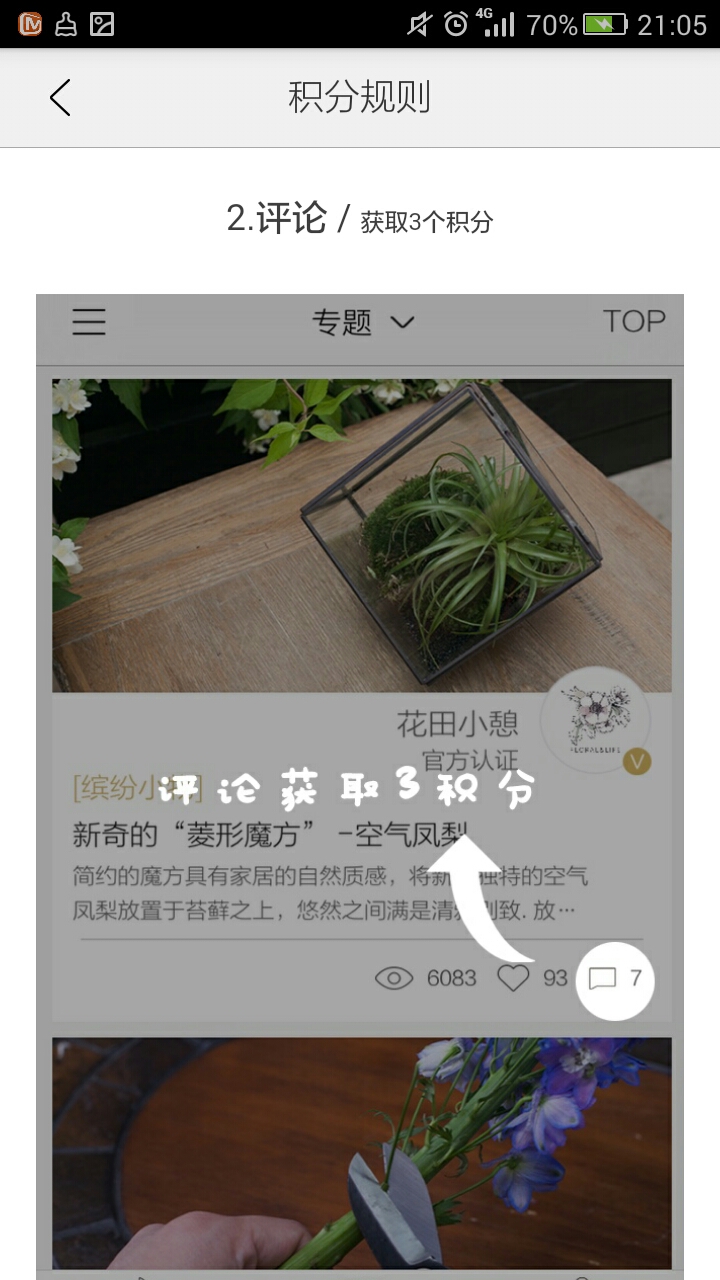 4G 70% 21:05
积分规则
2.评论 / 获取3个积分
专题 TOP
花田小憩
官方认证
FLORAL&LIFE V
[缤纷小
评论获取3积分
新奇的“菱形魔方” -空气凤梨
简约的魔方具有家居的自然质感，将新 独特的空气
凤梨放置于苔藓之上，悠然之间满是清 别致. 放…
6083 93 7